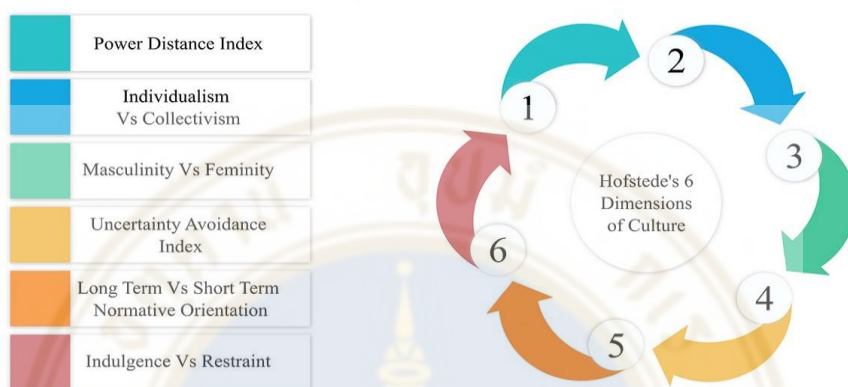 Power Distance Index
Individualism
Vs Collectivism
Masculinity Vs Feminity
Uncertainty Avoidance
Index
Long Term Vs Short Term
Normative Orientation
Indulgence Vs Restraint
1
2
3
4
5
6
Hofstede's 6
Dimensions
of Culture